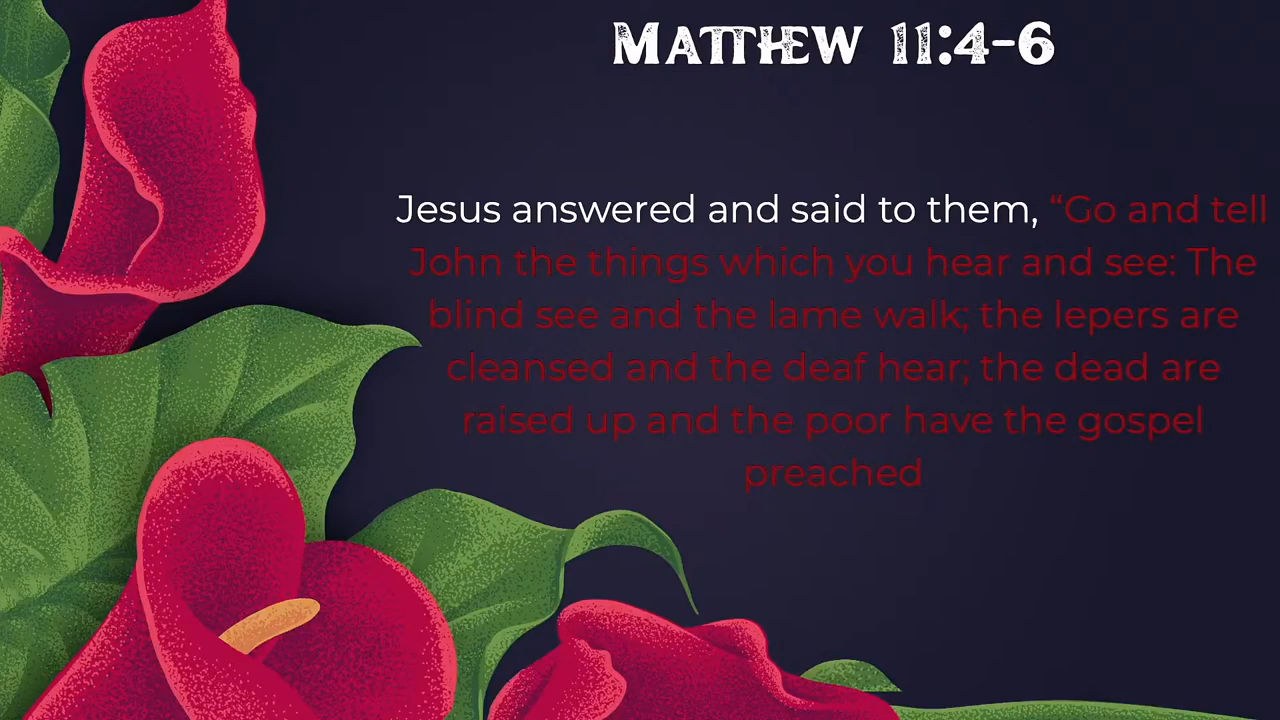 Matthew 11:4-6
Jesus answered and said to them, “Go and tell
John the things which you hear and see: The
blind see and the lame walk; the lepers are
cleansed and the deaf hear; the dead are
raised up and the poor have the gospel
preached